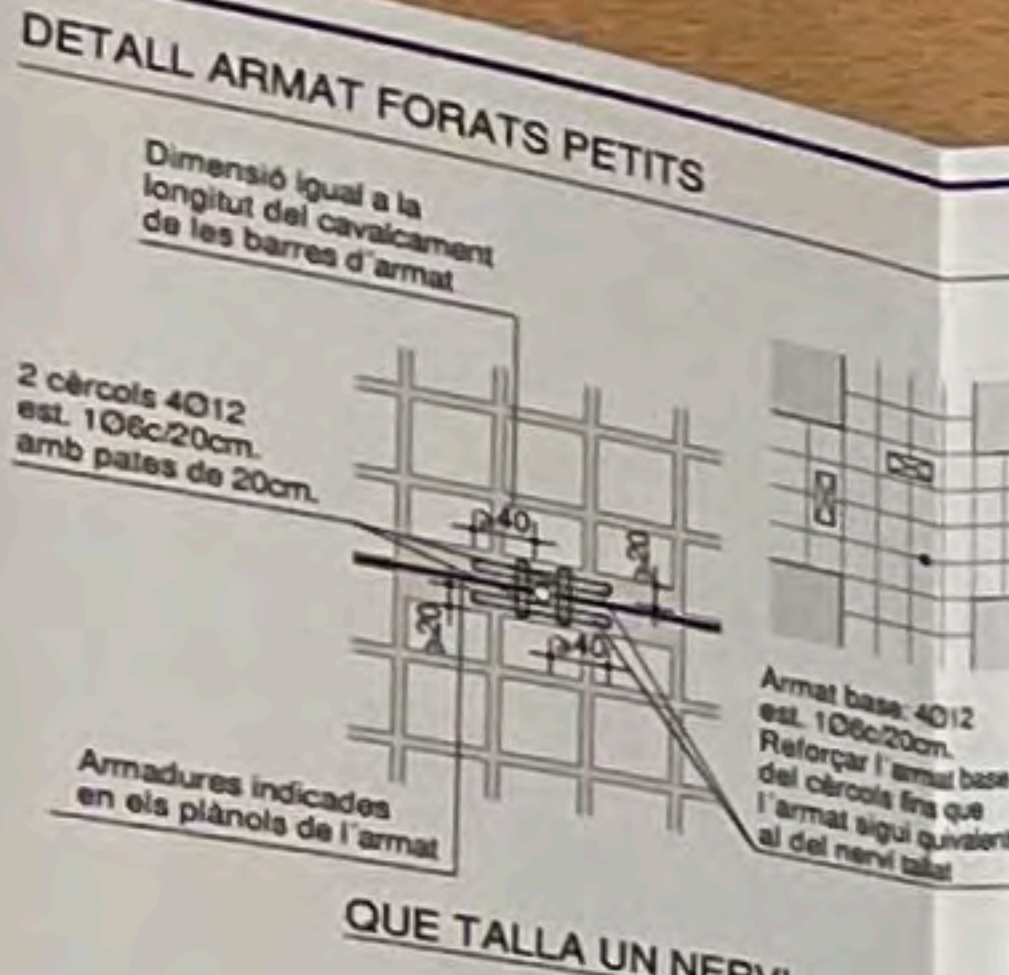 DETALL ARMAT FORATS PETITS
Dimensió igual a la
longitut del cavalcament
de les barres d´armat
2 cèrcols 4Ø12
est. 1Ø6c/20cm.
amb pates de 20cm.
≥40
≥20
≥20
≥40
Armadures indicades
en els plànols de l´armat
Armat base: 4Ø12
est. 1Ø6c/20cm.
Reforçar l´armat base
del cèrcols fins que
l´armat sigui quivalent
al del nervi tallat
QUE TALLA UN NERVI